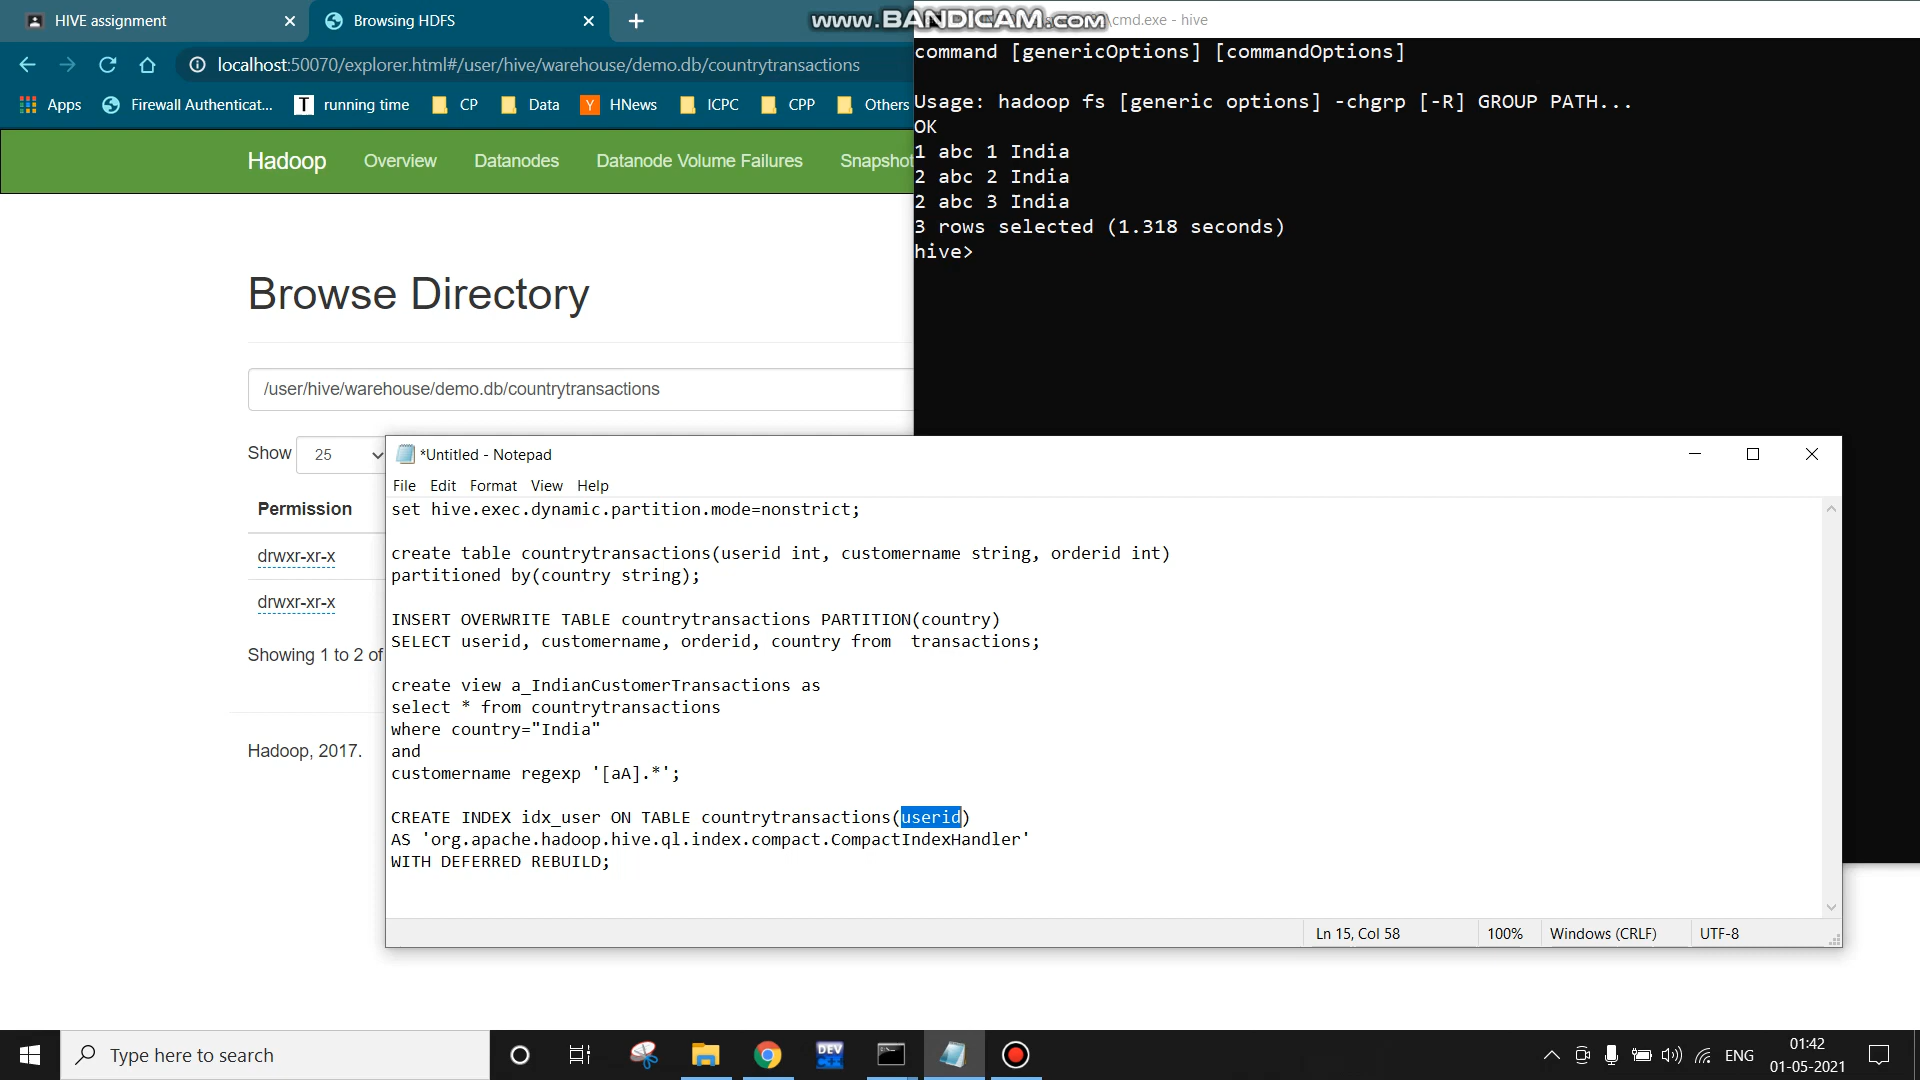 HIVE assignment
Browsing HDFS
www.BANDICAM.com
\cmd.exe - hive
localhost:50070/explorer.html#/user/hive/warehouse/demo.db/countrytransactions
Apps
Firewall Authenticat...
T running time
CP
Data
Y HNews
ICPC
CPP
Others
Hadoop
Overview
Datanodes
Datanode Volume Failures
Snapshot
command [genericOptions] [commandOptions]
Usage: hadoop fs [generic options] -chgrp [-R] GROUP PATH...
OK
1 abc 1 India
2 abc 2 India
2 abc 3 India
3 rows selected (1.318 seconds)
hive>
Browse Directory
/user/hive/warehouse/demo.db/countrytransactions
Show 25
Permission
drwxr-xr-x
drwxr-xr-x
Showing 1 to 2 of
Hadoop, 2017.
*Untitled - Notepad
File Edit Format View Help
set hive.exec.dynamic.partition.mode=nonstrict;
create table countrytransactions(userid int, customername string, orderid int)
partitioned by(country string);
INSERT OVERWRITE TABLE countrytransactions PARTITION(country)
SELECT userid, customername, orderid, country from  transactions;
create view a_IndianCustomerTransactions as
select * from countrytransactions
where country="India"
and
customername regexp '[aA].*';
CREATE INDEX idx_user ON TABLE countrytransactions(userid)
AS 'org.apache.hadoop.hive.ql.index.compact.CompactIndexHandler'
WITH DEFERRED REBUILD;
Ln 15, Col 58
100%
Windows (CRLF)
UTF-8
Type here to search
DEV
ENG
01:42
01-05-2021